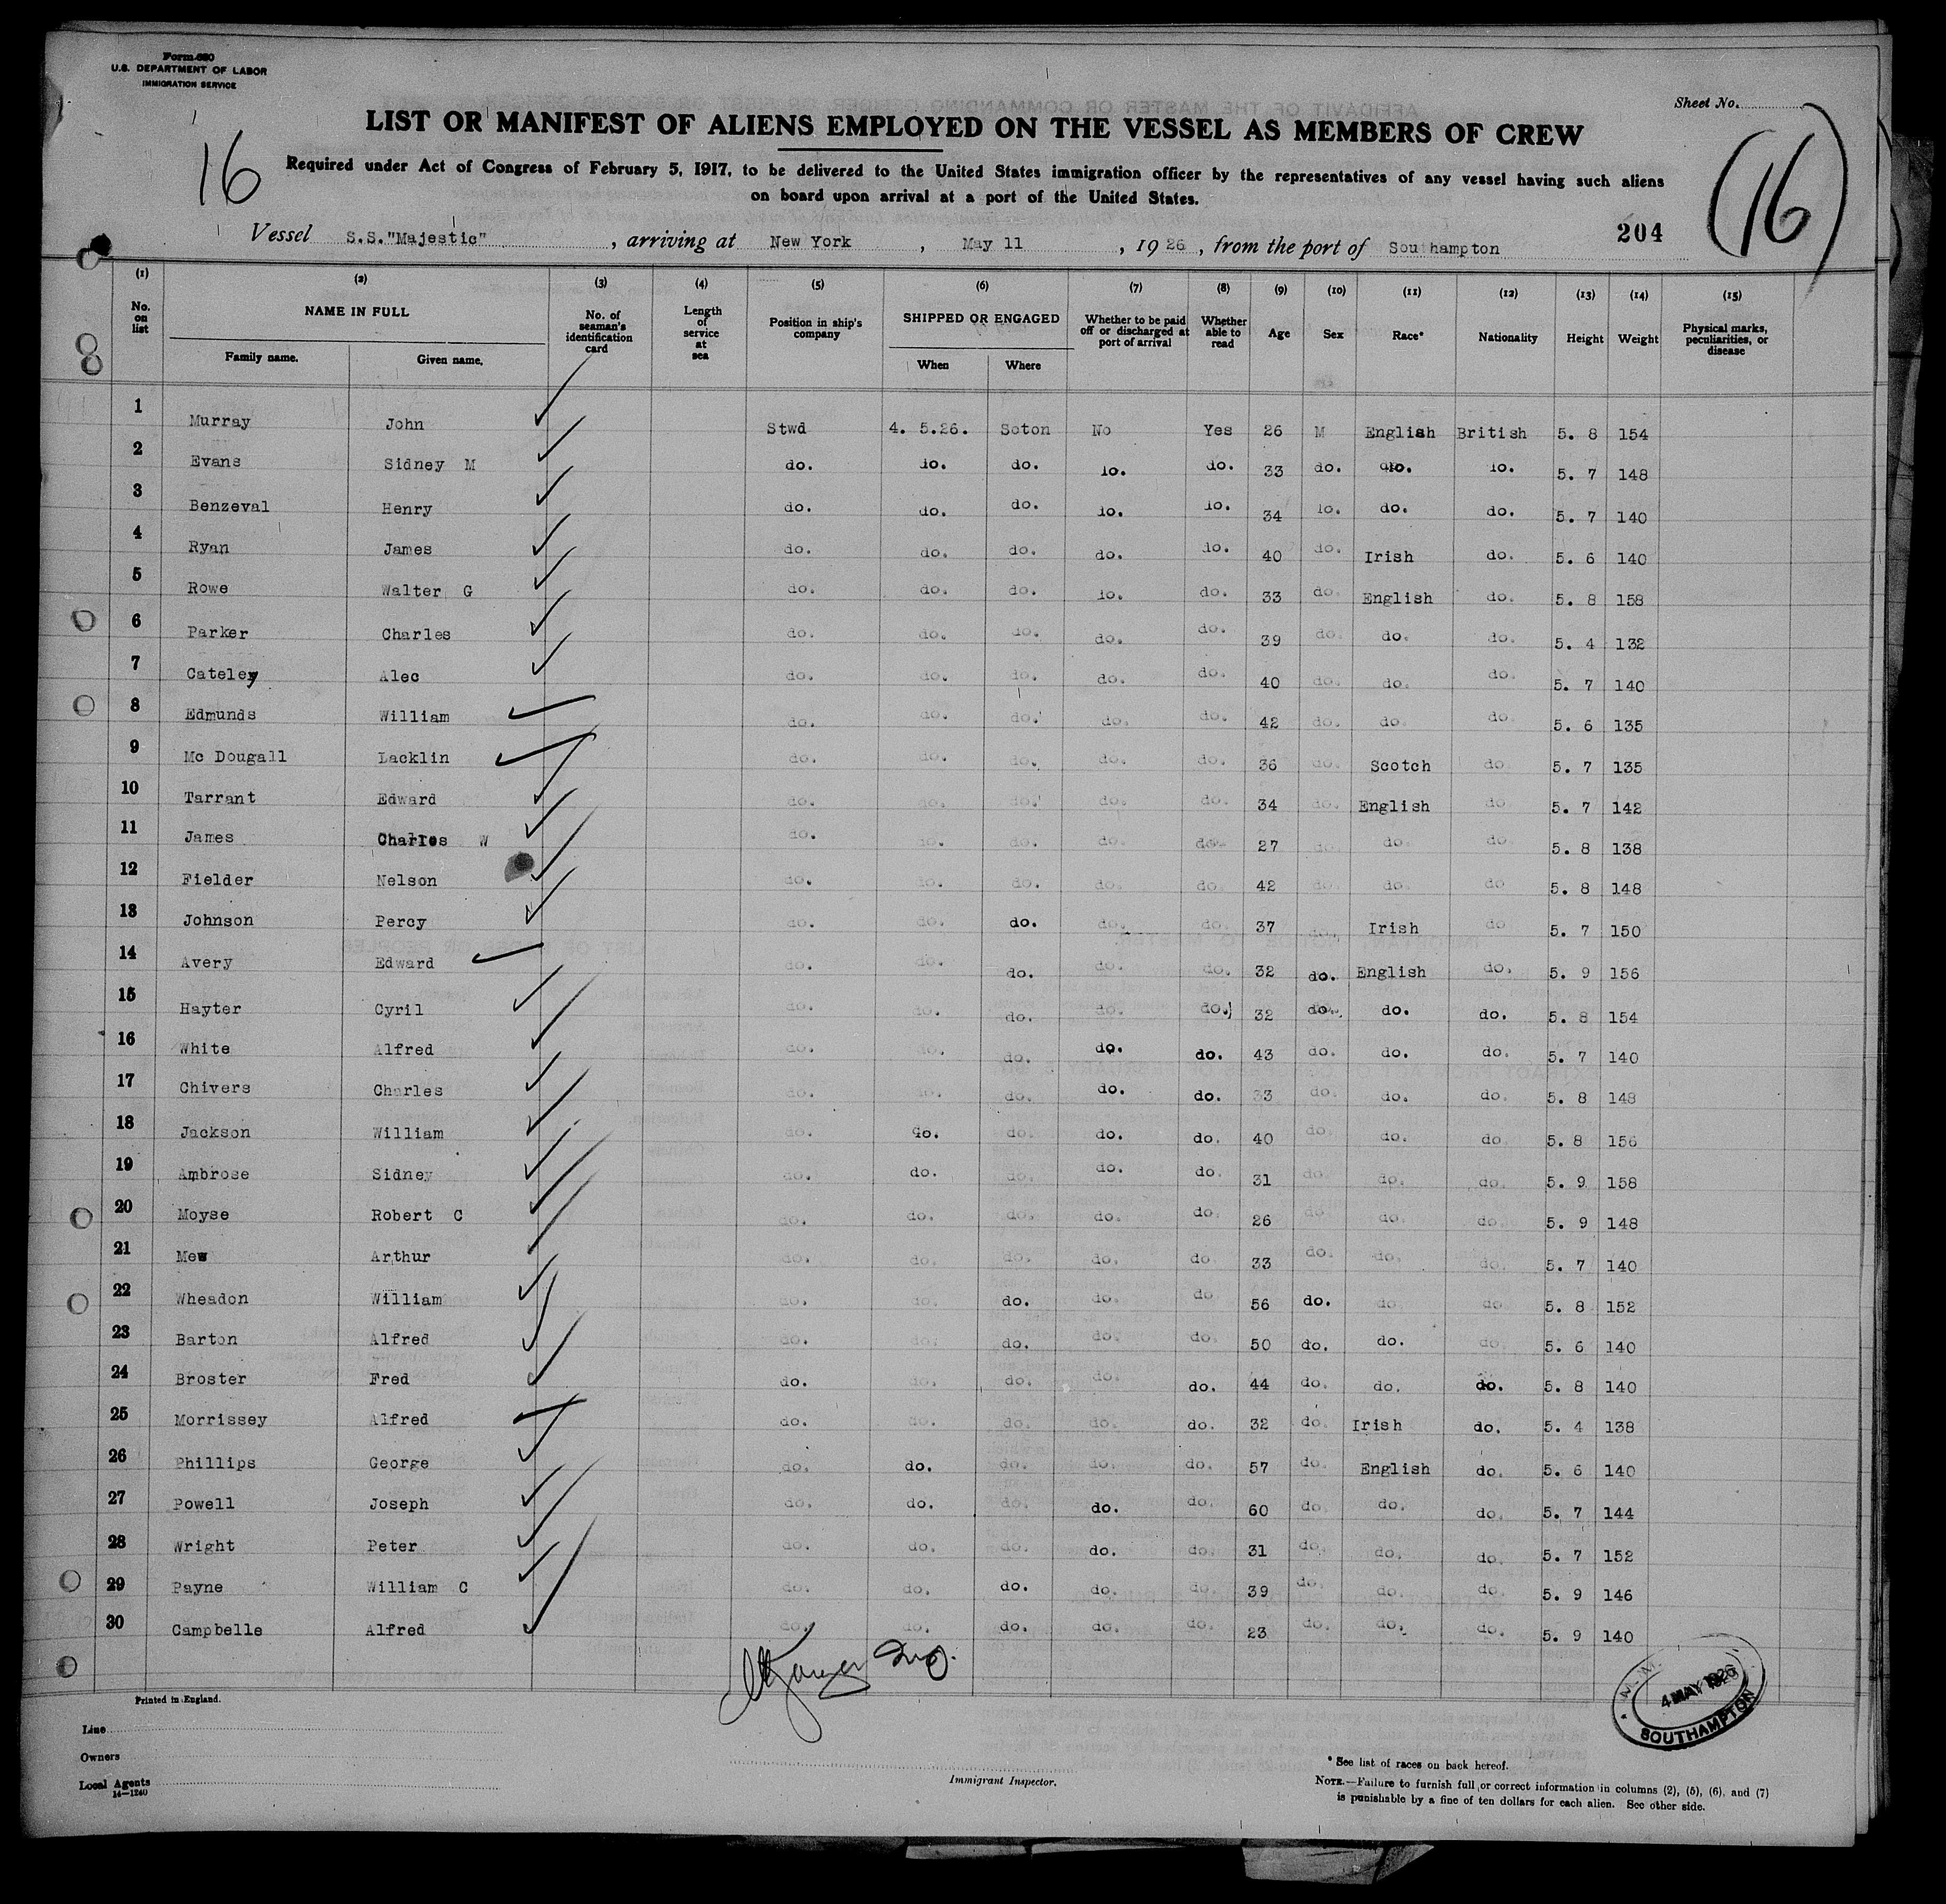 Form 680
U.S. DEPARTMENT OF LABOR
IMMIGRATION SERVICE
Sheet No.
LIST OR MANIFEST OF ALIENS EMPLOYED ON THE VESSEL AS MEMBERS OF CREW
16
(16)
Required under Act of Congress of February 5, 1917, to be delivered to the United States immigration officer by the representatives of any vessel having such aliens
on board upon arrival at a port of the United States.
Vessel S.S."Majestic", arriving at New York, May 11, 1926, from the port of Southampton
204
(1) (2) (3) (4) (5) (6) (7) (8) (9) (10) (11) (12) (13) (14) (15)
No. on list NAME IN FULL Family name. Given name. No. of seaman's identification card Length of service at sea Position in ship's company SHIPPED OR ENGAGED When Where Whether to be paid off or discharged at port of arrival Whether able to read Age Sex Race* Nationality Height Weight Physical marks, peculiarities, or disease
1 Murray John Stwd 4. 5.26. Soton No Yes 26 M English British 5. 8 154
2 Evans Sidney M do. do. do. do. do. 33 do. do. do. 5. 7 148
3 Benzeval Henry do. do. do. do. do. 34 do. do. do. 5. 7 140
4 Ryan James do. do. do. do. do. 40 do. Irish do. 5. 6 140
5 Rowe Walter G do. do. do. do. do. 33 do. English do. 5. 8 158
6 Parker Charles do. do. do. do. do. 39 do. do. do. 5. 4 132
7 Cateley Alec do. do. do. do. do. 40 do. do. do. 5. 7 140
8 Edmunds William do. do. do. do. do. 42 do. do. do. 5. 6 135
9 Mc Dougall Lacklin do. do. do. do. do. 36 do. Scotch do. 5. 7 135
10 Tarrant Edward do. do. do. do. do. 34 do. English do. 5. 7 142
11 James Charles W do. do. do. do. do. 27 do. do. do. 5. 8 138
12 Fielder Nelson do. do. do. do. do. 42 do. do. do. 5. 8 148
13 Johnson Percy do. do. do. do. do. 37 Irish do. 5. 7 150
14 Avery Edward do. do. do. do. do. 32 do. English do. 5. 9 156
15 Hayter Cyril do. do. do. do. do. 32 do. do. do. 5. 8 154
16 White Alfred do. do. do. do. do. 43 do. do. do. 5. 7 140
17 Chivers Charles do. do. do. do. do. 33 do. do. do. 5. 8 148
18 Jackson William do. do. do. do. do. 40 do. do. do. 5. 8 156
19 Ambrose Sidney do. do. do. do. do. 31 do. do. do. 5. 9 158
20 Moyse Robert C do. do. do. do. do. 26 do. do. do. 5. 9 148
21 Mew Arthur do. do. do. do. do. 33 do. do. do. 5. 7 140
22 Wheadon William do. do. do. do. do. 56 do. do. do. 5. 8 152
23 Barton Alfred do. do. do. do. do. 50 do. do. do. 5. 6 140
24 Broster Fred do. do. do. do. do. 44 do. do. do. 5. 8 140
25 Morrissey Alfred do. do. do. do. do. 32 do. Irish do. 5. 4 138
26 Phillips George do. do. do. do. do. 57 do. English do. 5. 6 140
27 Powell Joseph do. do. do. do. do. 60 do. do. do. 5. 7 144
28 Wright Peter do. do. do. do. do. 31 do. do. do. 5. 7 152
29 Payne William C do. do. do. do. do. 39 do. do. do. 5. 9 146
30 Campbelle Alfred do. do. do. do. do. 23 do. do. do. 5. 9 140
4 MAY 1926
SOUTHAMPTON
Printed in England.
Line
Owners
Local Agents
14—1240
Immigrant Inspector.
* See list of races on back hereof.
NOTE.—Failure to furnish full or correct information in columns (2), (5), (6), and (7)
is punishable by a fine of ten dollars for each alien. See other side.